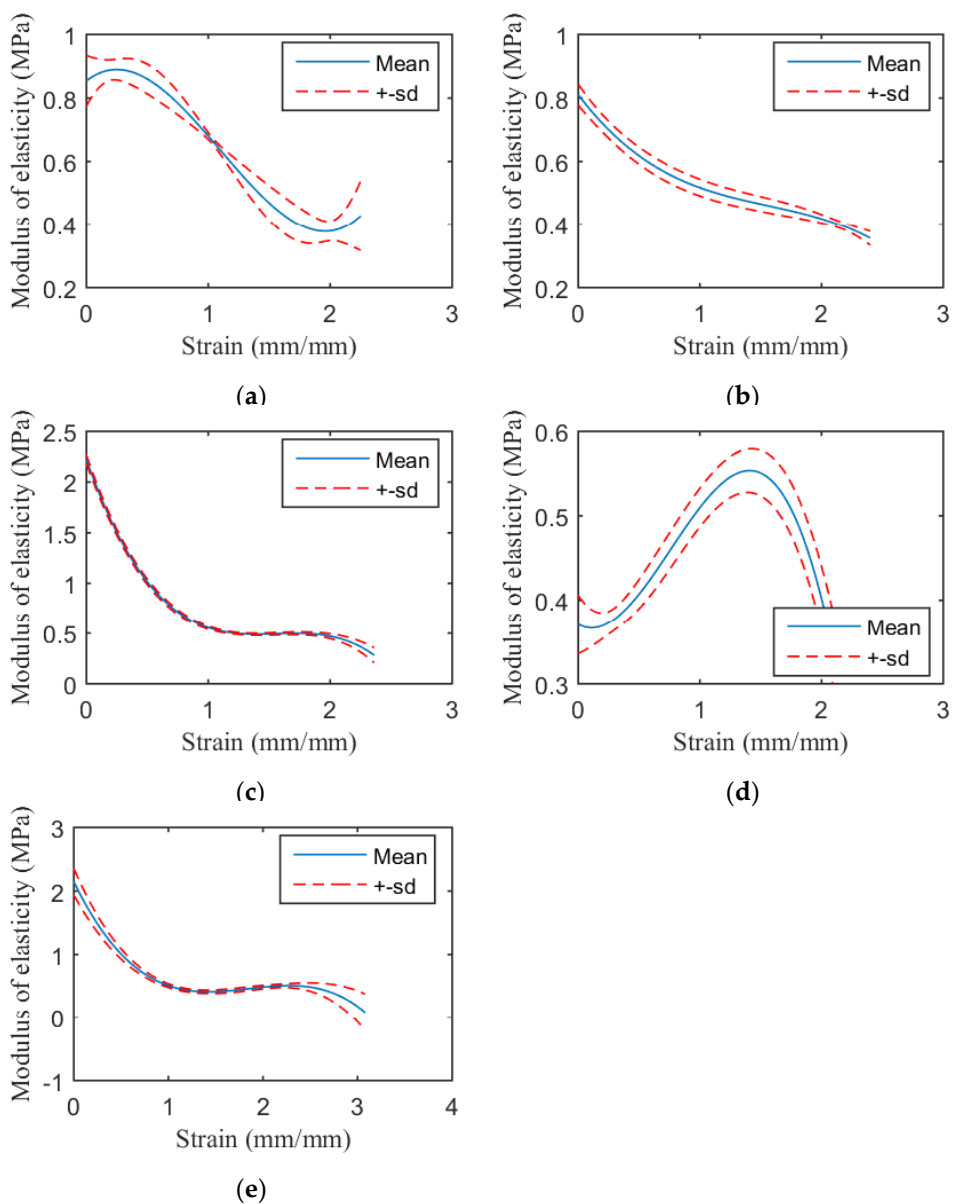 Modulus of elasticity (MPa)
1
0.8
0.6
0.4
0.2
0 1 2 3
Mean
+-sd
Strain (mm/mm)
(a)
Modulus of elasticity (MPa)
1
0.8
0.6
0.4
0.2
0 1 2 3
Mean
+-sd
Strain (mm/mm)
(b)
Modulus of elasticity (MPa)
2.5
2
1.5
1
0.5
0
0 1 2 3
Mean
+-sd
Strain (mm/mm)
(c)
Modulus of elasticity (MPa)
0.6
0.5
0.4
0.3
0 1 2 3
Mean
+-sd
Strain (mm/mm)
(d)
Modulus of elasticity (MPa)
3
2
1
0
-1
0 1 2 3 4
Mean
+-sd
Strain (mm/mm)
(e)